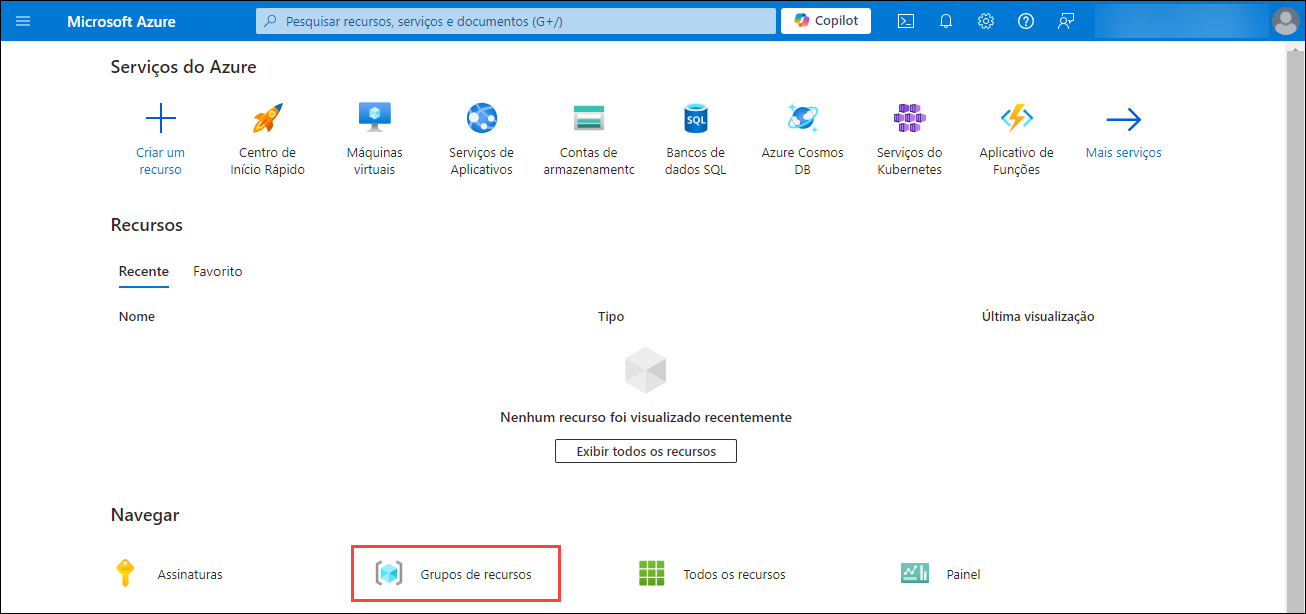 Microsoft Azure
Pesquisar recursos, serviços e documentos (G+/)
Copilot
Serviços do Azure
Criar um
recurso
Centro de
Início Rápido
Máquinas
virtuais
Serviços de
Aplicativos
Contas de
armazenamento
SQL
Bancos de
dados SQL
Azure Cosmos
DB
Serviços do
Kubernetes
Aplicativo de
Funções
Mais serviços
Recursos
Recente
Favorito
Nome
Tipo
Última visualização
Nenhum recurso foi visualizado recentemente
Exibir todos os recursos
Navegar
Assinaturas
Grupos de recursos
Todos os recursos
Painel